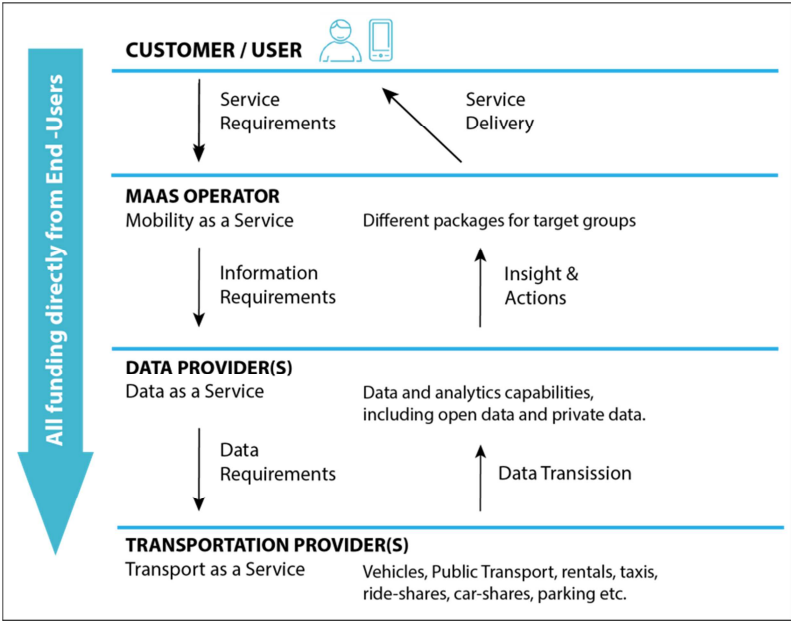 All funding directly from End -Users
CUSTOMER / USER
Service
Requirements
Service
Delivery
MAAS OPERATOR
Mobility as a Service
Different packages for target groups
Information
Requirements
Insight &
Actions
DATA PROVIDER(S)
Data as a Service
Data and analytics capabilities,
including open data and private data.
Data
Requirements
Data Transission
TRANSPORTATION PROVIDER(S)
Transport as a Service
Vehicles, Public Transport, rentals, taxis,
ride-shares, car-shares, parking etc.